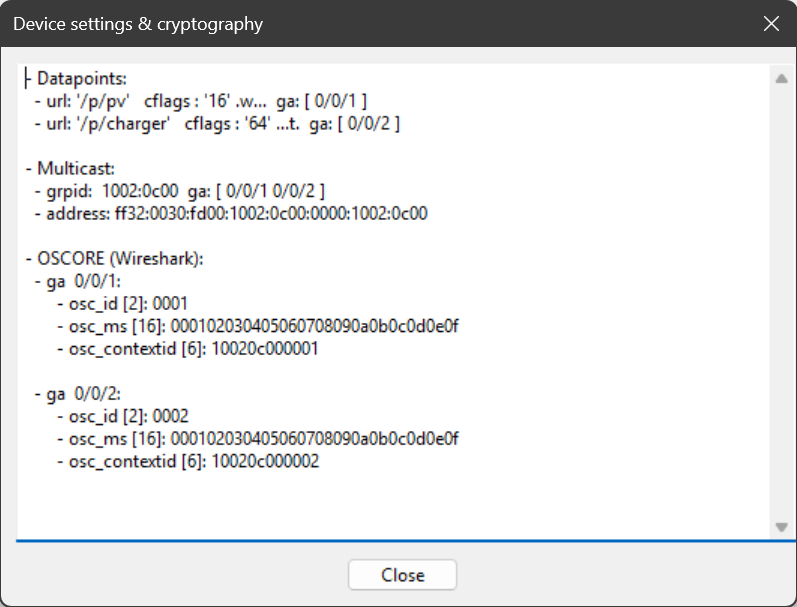 Device settings & cryptography
- Datapoints:
- url: '/p/pv' cflags : '16' .w... ga: [ 0/0/1 ]
- url: '/p/charger' cflags : '64' ...t. ga: [ 0/0/2 ]
- Multicast:
- grpid: 1002:0c00 ga: [ 0/0/1 0/0/2 ]
- address: ff32:0030:fd00:1002:0c00:0000:1002:0c00
- OSCORE (Wireshark):
- ga 0/0/1:
- osc_id [2]: 0001
- osc_ms [16]: 000102030405060708090a0b0c0d0e0f
- osc_contextid [6]: 10020c000001
- ga 0/0/2:
- osc_id [2]: 0002
- osc_ms [16]: 000102030405060708090a0b0c0d0e0f
- osc_contextid [6]: 10020c000002
Close